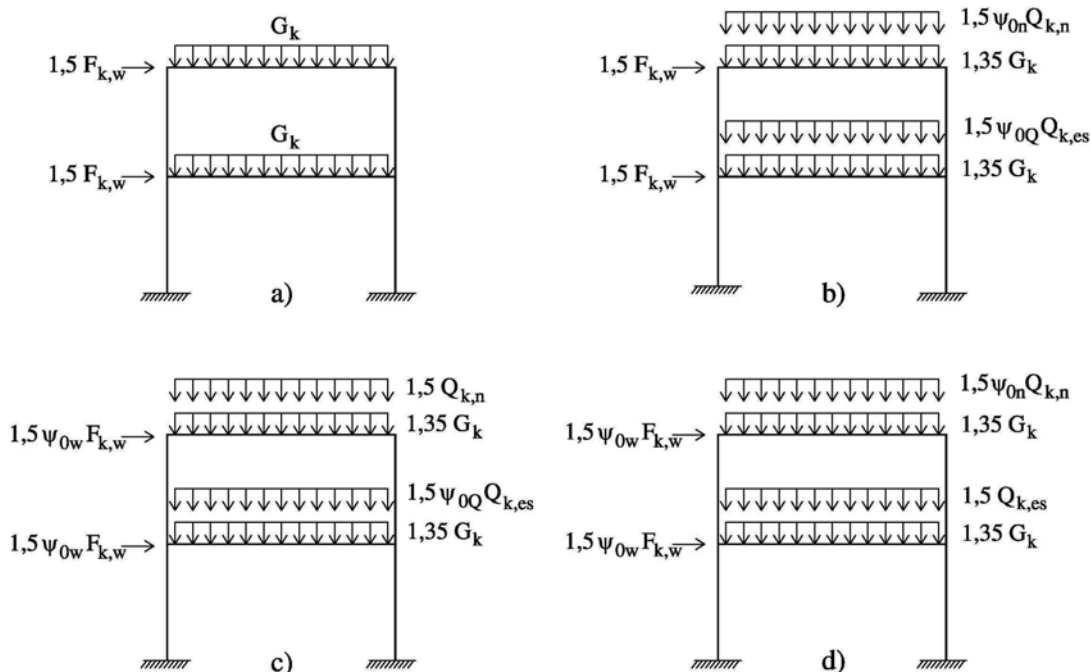 G_k
1,5 F_k,w
G_k
1,5 F_k,w
a)
1,5 ψ_0n Q_k,n
1,5 F_k,w
1,35 G_k
1,5 ψ_0Q Q_k,es
1,5 F_k,w
1,35 G_k
b)
1,5 Q_k,n
1,35 G_k
1,5 ψ_0w F_k,w
1,5 ψ_0Q Q_k,es
1,35 G_k
1,5 ψ_0w F_k,w
c)
1,5 ψ_0n Q_k,n
1,35 G_k
1,5 ψ_0w F_k,w
1,5 Q_k,es
1,35 G_k
1,5 ψ_0w F_k,w
d)